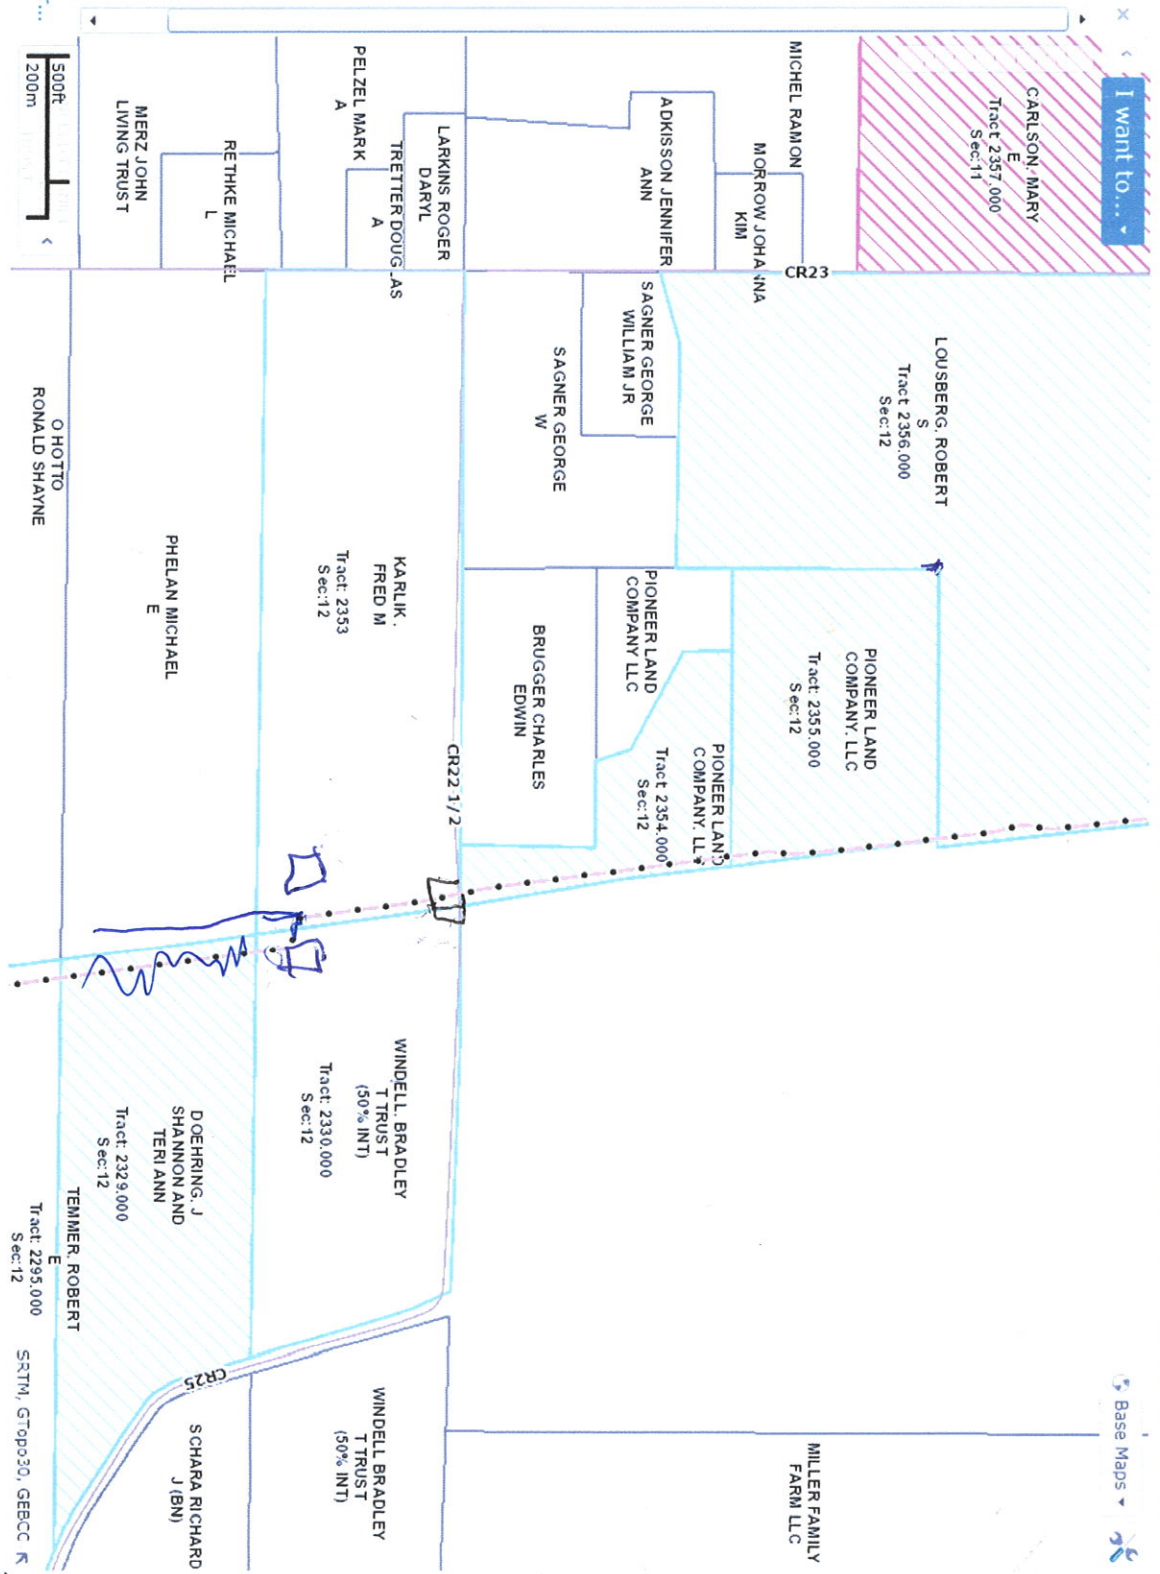 I want to...
Base Maps
CARLSON, MARY
E
Tract: 2357.000
Sec:11
MICHEL RAMON
MORROW JOHANNA
KIM
CR23
ADKISSON JENNIFER
ANN
LARKINS ROGER
DARYL
TRETTER DOUGLAS
A
PELZEL MARK
A
RETHKE MICHAEL
L
MERZ JOHN
LIVING TRUST
500ft
200m
LOUSBERG, ROBERT
S
Tract: 2356.000
Sec:12
SAGNER GEORGE
WILLIAM JR
SAGNER GEORGE
W
PIONEER LAND
COMPANY, LLC
Tract: 2355.000
Sec:12
PIONEER LAND
COMPANY, LLC
Tract: 2354.000
Sec:12
PIONEER LAND
COMPANY LLC
BRUGGER CHARLES
EDWIN
CR22 1/2
KARLIK,
FRED M
Tract: 2353
Sec:12
PHELAN MICHAEL
E
O HOTTO
RONALD SHAYNE
WINDELL, BRADLEY
T TRUST
(50% INT)
Tract: 2330.000
Sec:12
DOEHRING, J
SHANNON AND
TERI ANN
Tract: 2329.000
Sec:12
TEMMER, ROBERT
E
Tract: 2295.000
Sec:12
CR25
MILLER FAMILY
FARM LLC
WINDELL BRADLEY
T TRUST
(50% INT)
SCHARA RICHARD
J (BN)
SRTM, GTopo30, GEBCC